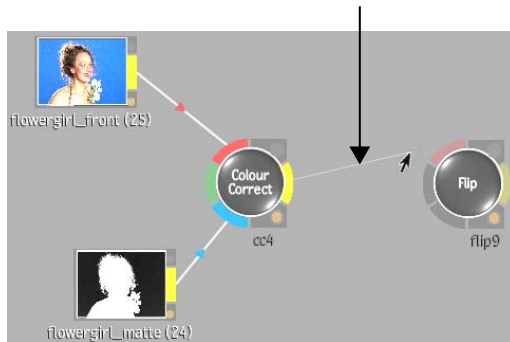 flowergirl_front (25)
Colour
Correct
cc4
Flip
flip9
flowergirl_matte (24)